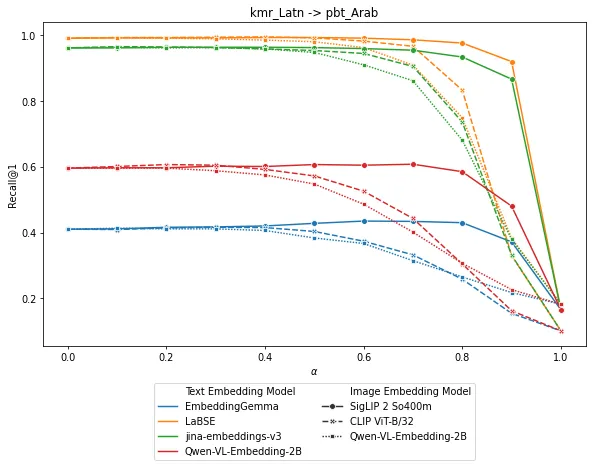 kmr_Latn -> pbt_Arab
Recall@1
1.0
0.8
0.6
0.4
0.2
0.0 0.2 0.4 0.6 0.8 1.0
α
Text Embedding Model Image Embedding Model
EmbeddingGemma SigLIP 2 So400m
LaBSE CLIP ViT-B/32
jina-embeddings-v3 Qwen-VL-Embedding-2B
Qwen-VL-Embedding-2B